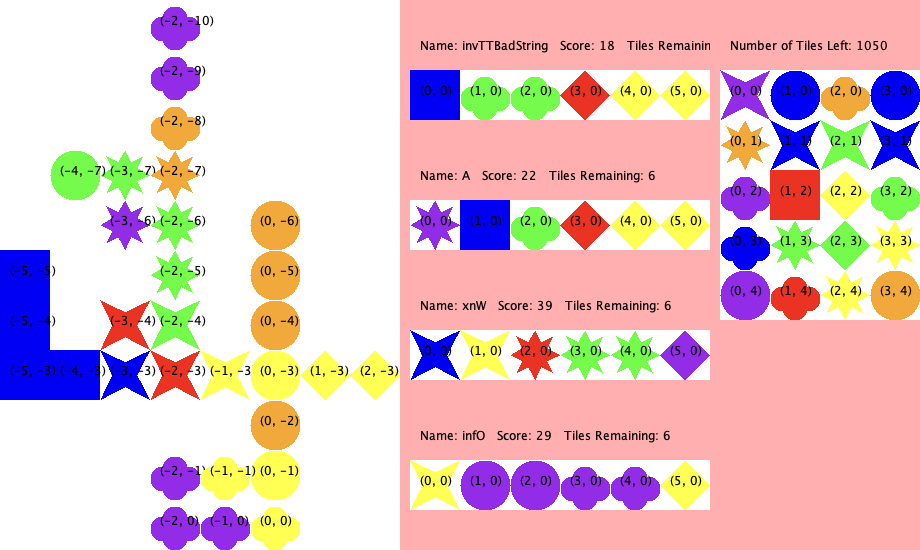 (-2, -10)
(-2, -9)
(-2, -8)
(-4, -7) (-3, -7) (-2, -7)
(-3, -6) (-2, -6) (0, -6)
(-5, -5) (-2, -5) (0, -5)
(-5, -4) (-3, -4) (-2, -4) (0, -4)
(-5, -3) (-4, -3) (-3, -3) (-2, -3) (-1, -3 (0, -3) (1, -3) (2, -3)
(0, -2)
(-2, -1) (-1, -1) (0, -1)
(-2, 0) (-1, 0) (0, 0)
Name: invTTBadString Score: 18 Tiles Remainin
(0, 0) (1, 0) (2, 0) (3, 0) (4, 0) (5, 0)
Name: A Score: 22 Tiles Remaining: 6
(0, 0) (1, 0) (2, 0) (3, 0) (4, 0) (5, 0)
Name: xnW Score: 39 Tiles Remaining: 6
(0, 0) (1, 0) (2, 0) (3, 0) (4, 0) (5, 0)
Name: infO Score: 29 Tiles Remaining: 6
(0, 0) (1, 0) (2, 0) (3, 0) (4, 0) (5, 0)
Number of Tiles Left: 1050
(0, 0) (1, 0) (2, 0) (3, 0)
(0, 1) (1, 1) (2, 1) (3, 1)
(0, 2) (1, 2) (2, 2) (3, 2)
(0, 3) (1, 3) (2, 3) (3, 3)
(0, 4) (1, 4) (2, 4) (3, 4)